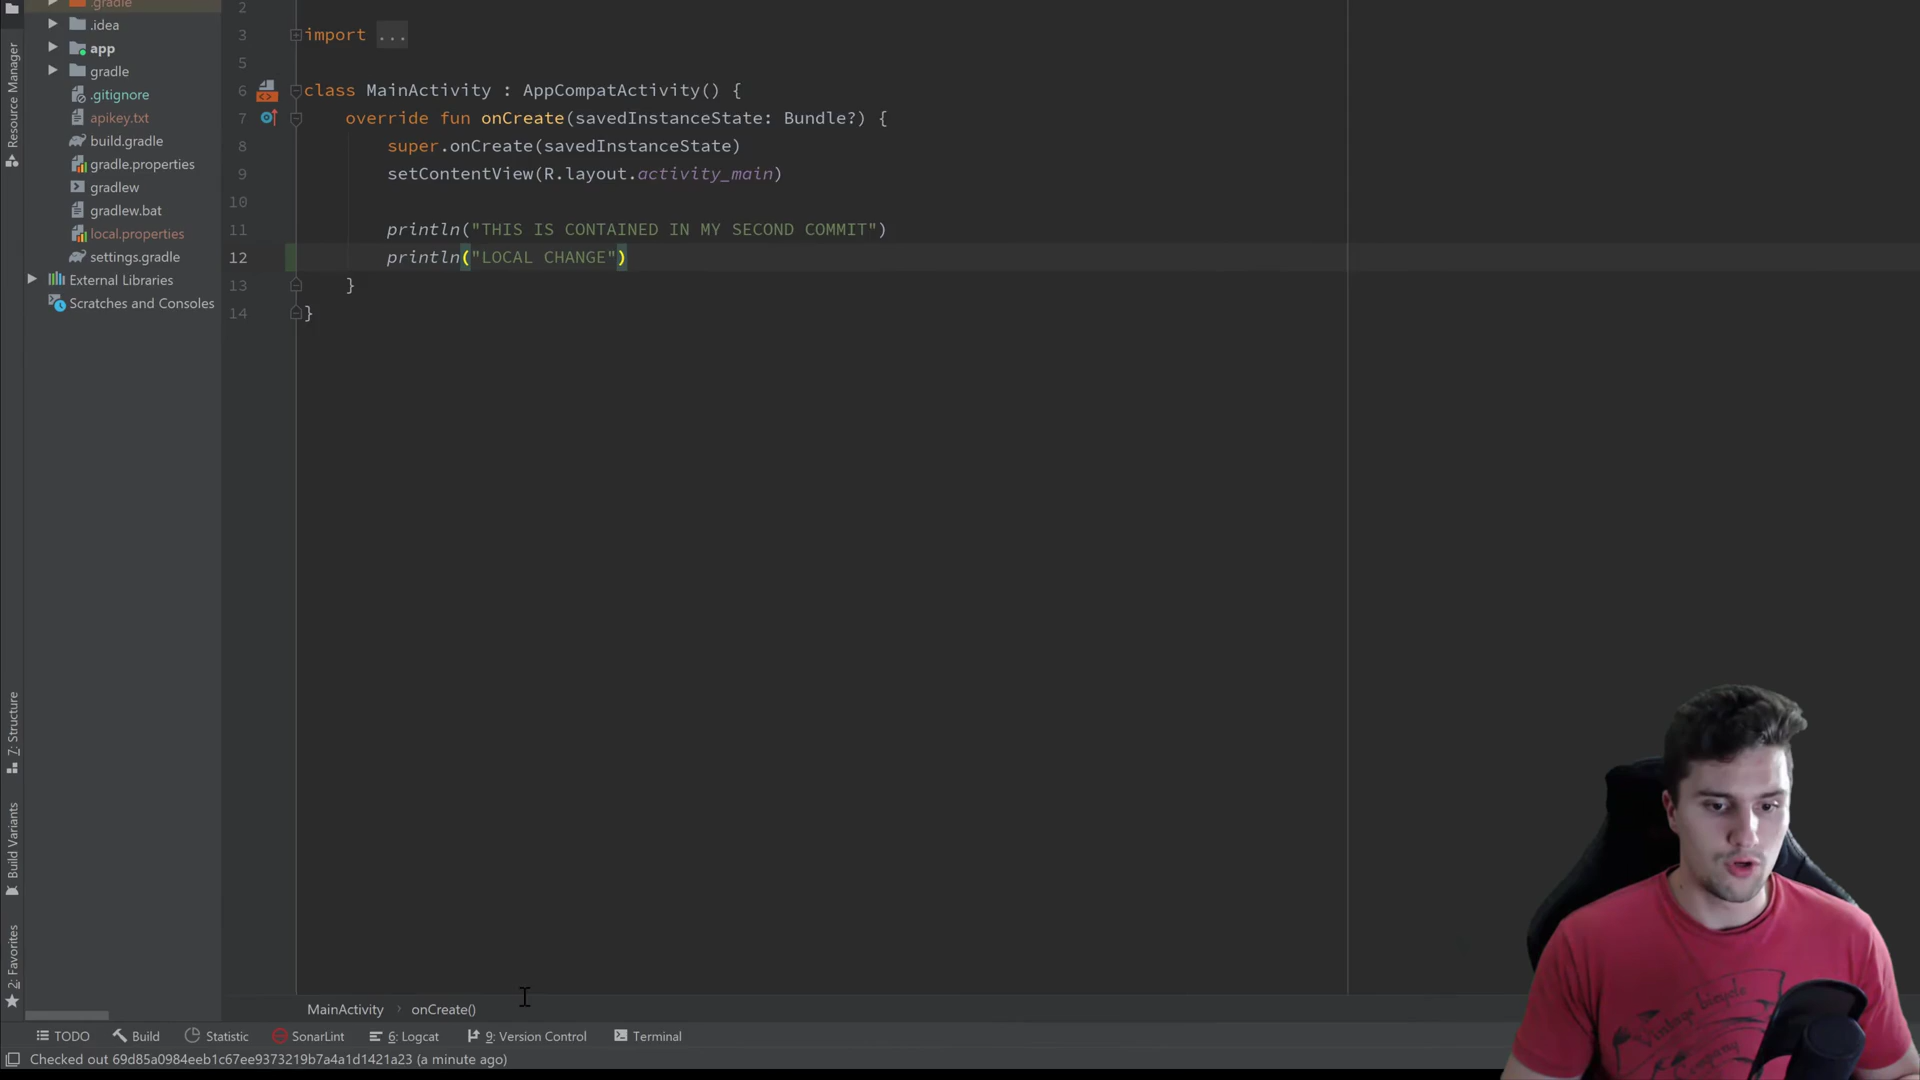 .gradle
.idea
app
gradle
.gitignore
apikey.txt
build.gradle
gradle.properties
gradlew
gradlew.bat
local.properties
settings.gradle
External Libraries
Scratches and Consoles
Resource Manager
7: Structure
Build Variants
2: Favorites
2
3 import ...
5
6 class MainActivity : AppCompatActivity() {
7 override fun onCreate(savedInstanceState: Bundle?) {
8 super.onCreate(savedInstanceState)
9 setContentView(R.layout.activity_main)
10
11 println("THIS IS CONTAINED IN MY SECOND COMMIT")
12 println("LOCAL CHANGE")
13 }
14 }
MainActivity › onCreate()
TODO Build Statistic SonarLint 6: Logcat 9: Version Control Terminal
Checked out 69d85a0984eeb1c67ee9373219b7a4a1d1421a23 (a minute ago)
Vintage bicycle
Company